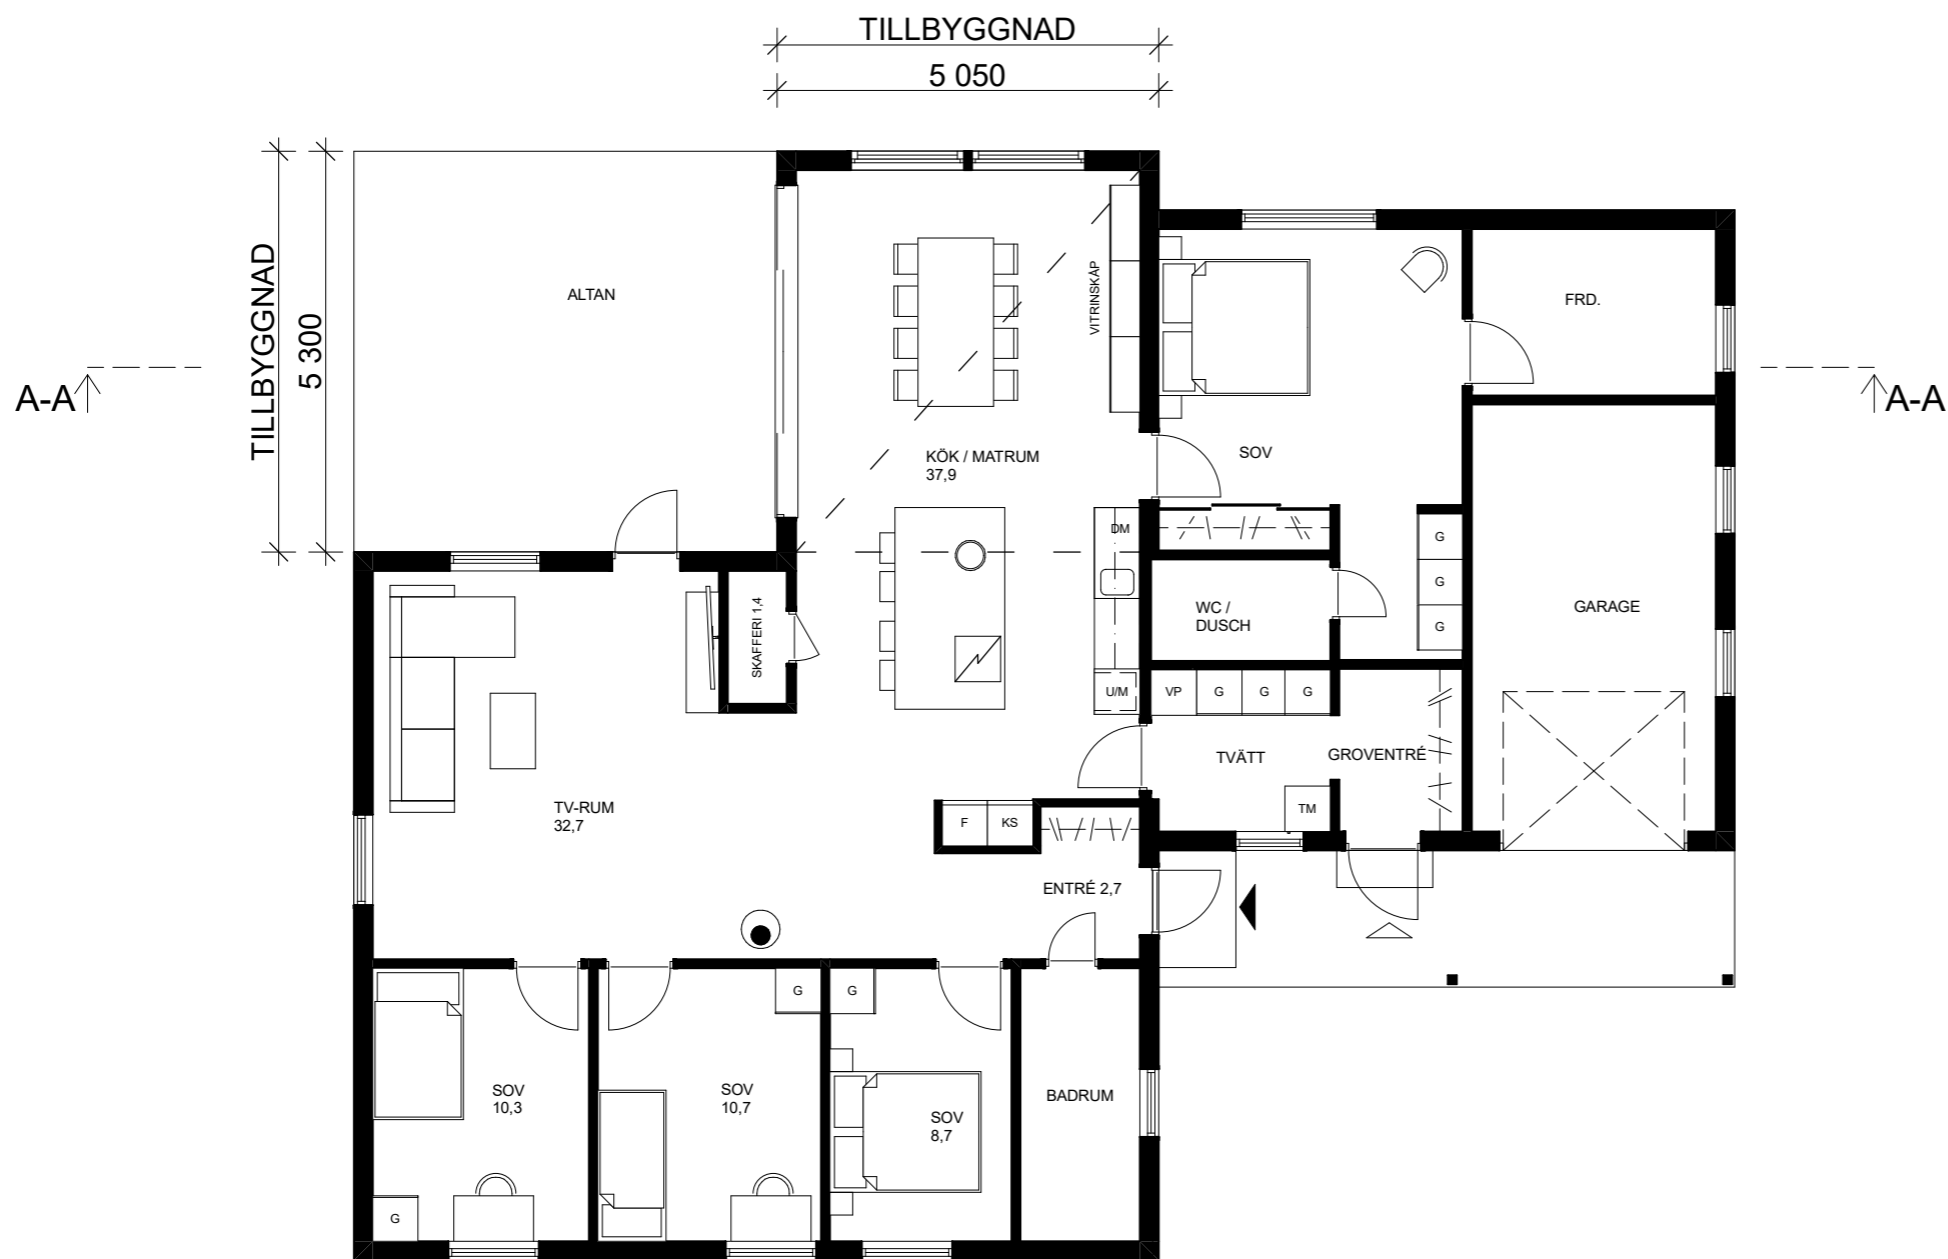 TILLBYGGNAD
5 050
TILLBYGGNAD
5 300
ALTAN
VITRINSKÅP
FRD.
A-A
A-A
KÖK / MATRUM
37,9
SOV
DM
G
G
G
WC /
DUSCH
GARAGE
SKAFFERI 1,4
U/M
VP
G
G
G
TVÄTT
GROVENTRÉ
TV-RUM
32,7
TM
F
KS
ENTRÉ 2,7
G
G
SOV
10,3
SOV
10,7
SOV
8,7
BADRUM
G